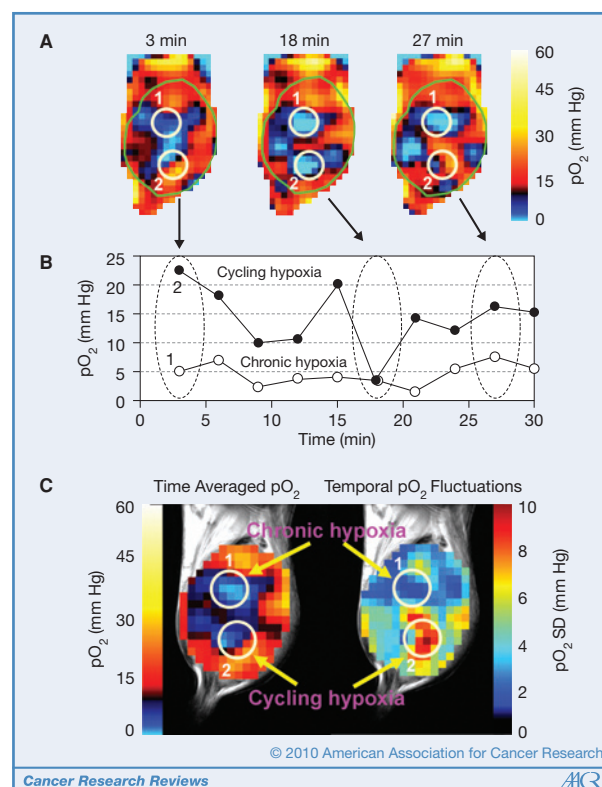 A
3 min
18 min
27 min
1
2
1
2
1
2
60
45
30
15
0
pO₂ (mm Hg)
B
25
20
15
10
5
0
pO₂ (mm Hg)
Cycling hypoxia
2
Chronic hypoxia
1
0 5 10 15 20 25 30
Time (min)
C
Time Averaged pO₂
Temporal pO₂ Fluctuations
60
45
30
15
0
pO₂ (mm Hg)
Chronic hypoxia
1
1
2
2
Cycling hypoxia
10
8
6
4
2
0
pO₂ SD (mm Hg)
© 2010 American Association for Cancer Research
Cancer Research Reviews
AACR